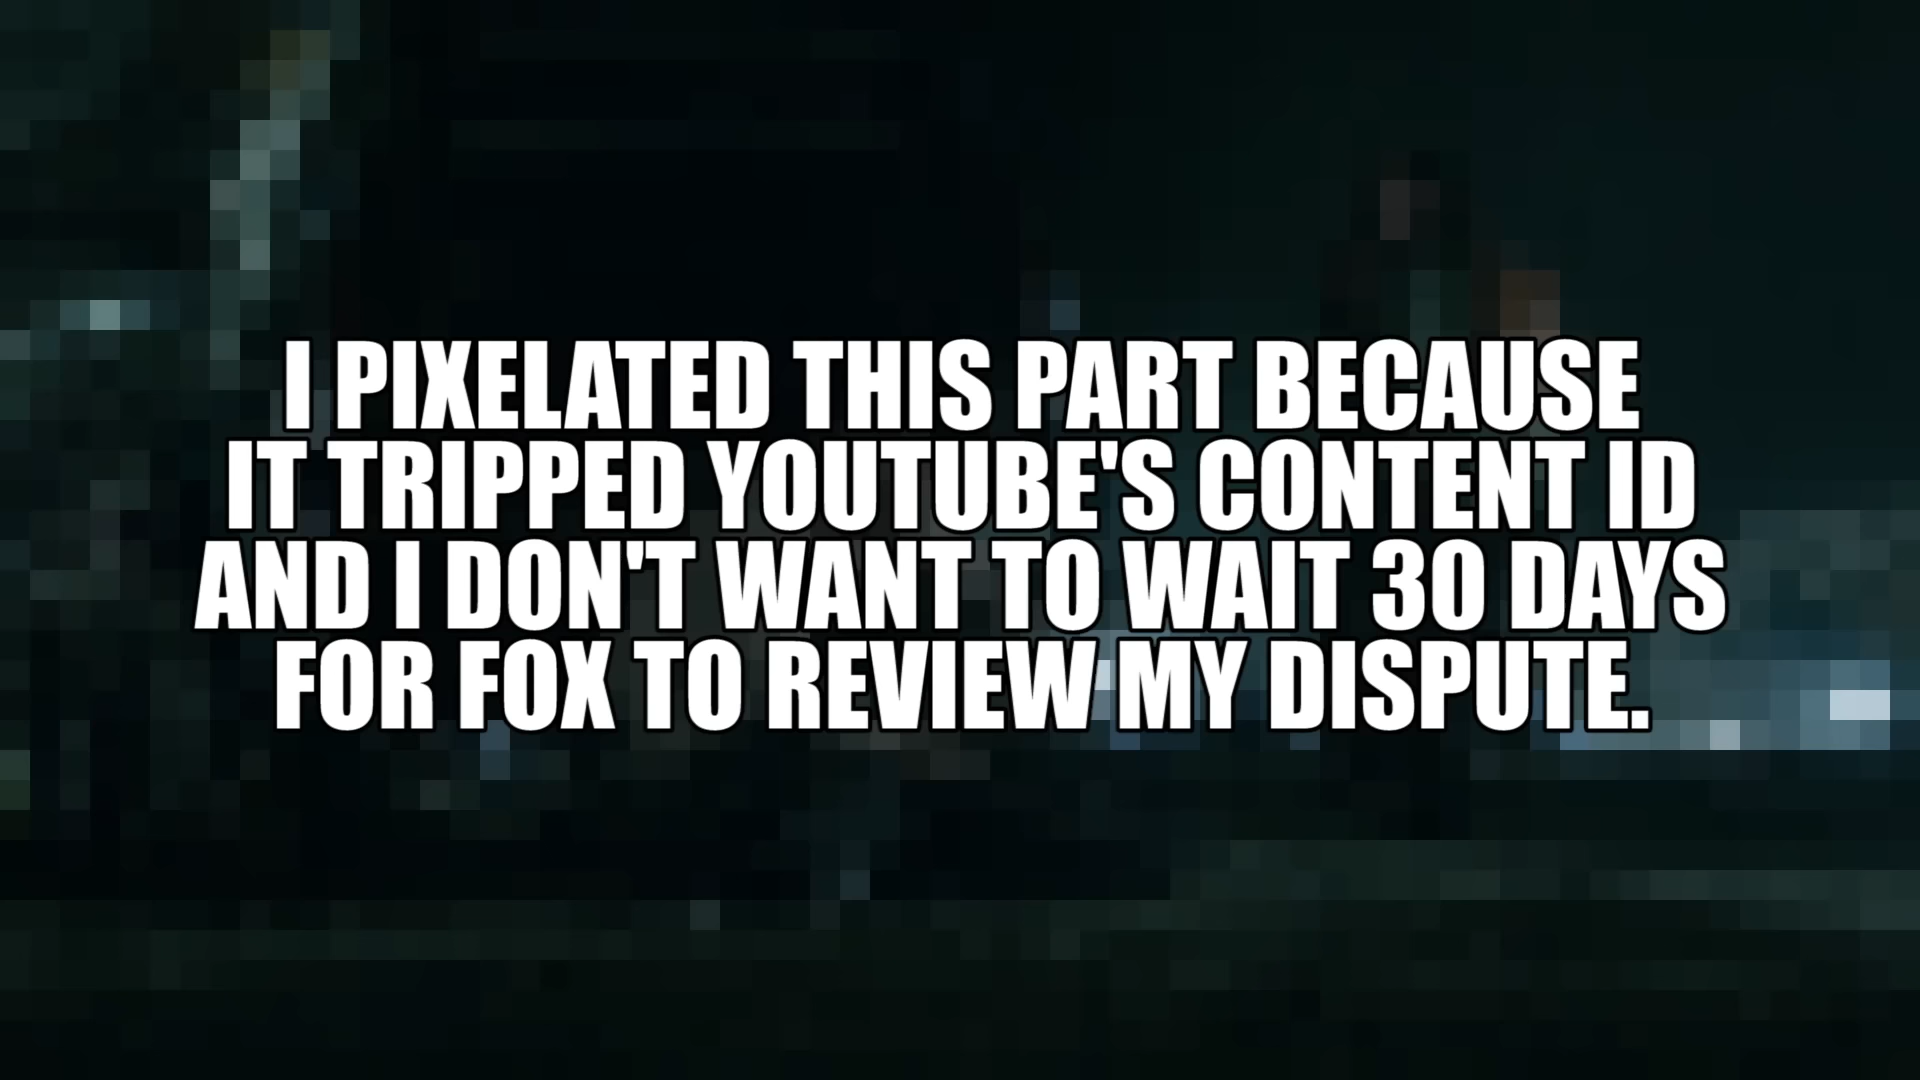 I PIXELATED THIS PART BECAUSE
IT TRIPPED YOUTUBE'S CONTENT ID
AND I DON'T WANT TO WAIT 30 DAYS
FOR FOX TO REVIEW MY DISPUTE.